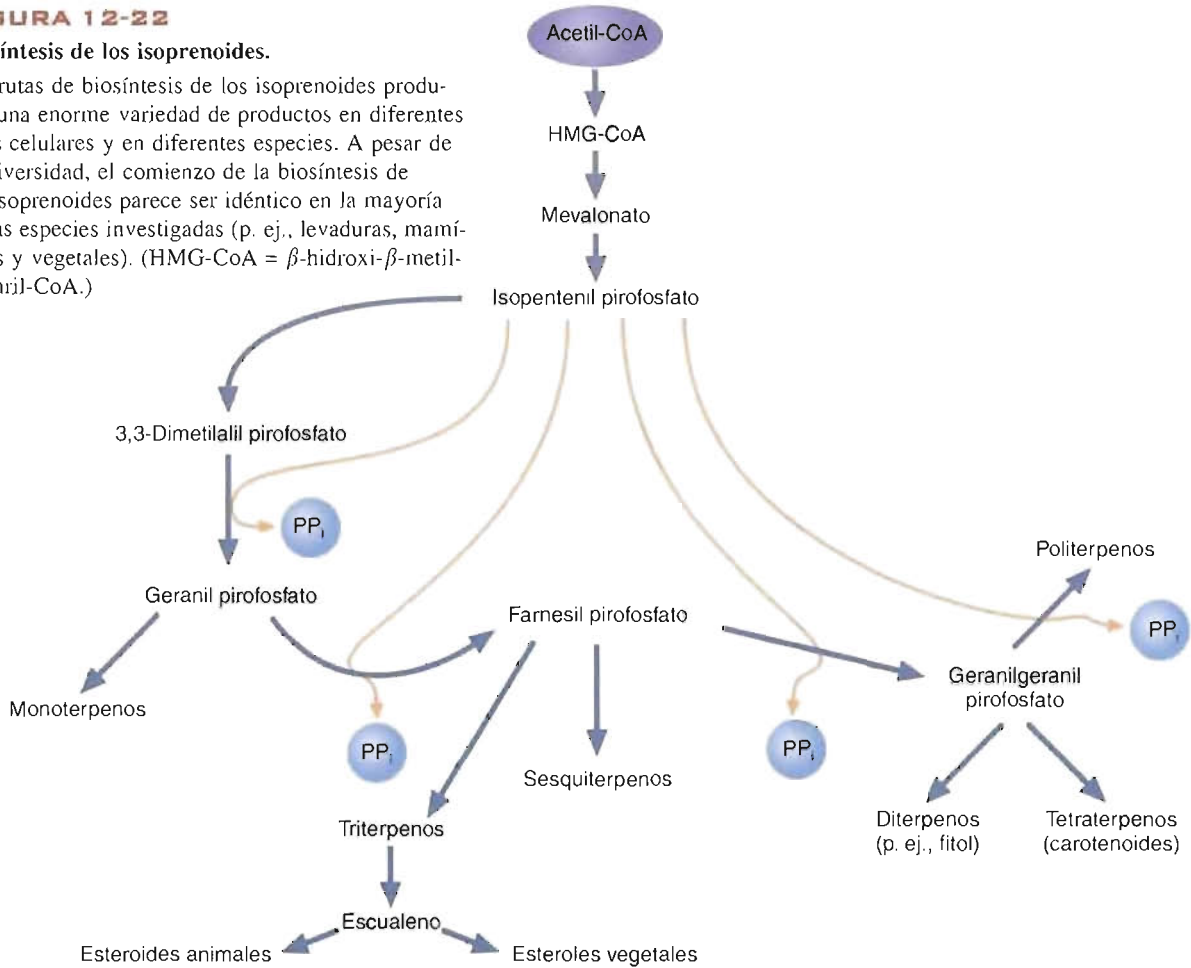 GURA 12-22
íntesis de los isoprenoides.
rutas de biosíntesis de los isoprenoides produ-
una enorme variedad de productos en diferentes
s celulares y en diferentes especies. A pesar de
iversidad, el comienzo de la biosíntesis de
isoprenoides parece ser idéntico en la mayoría
as especies investigadas (p. ej., levaduras, mamí-
s y vegetales). (HMG-CoA = β-hidroxi-β-metil-
aril-CoA.)
Acetil-CoA
HMG-CoA
Mevalonato
Isopentenil pirofosfato
3,3-Dimetilalil pirofosfato
PPi
Politerpenos
Geranil pirofosfato
Farnesil pirofosfato
PPi
Geranilgeranil
pirofosfato
Monoterpenos
PPi
PPi
Sesquiterpenos
Triterpenos
Diterpenos
(p. ej., fitol)
Tetraterpenos
(carotenoides)
Escualeno
Esteroides animales
Esteroles vegetales